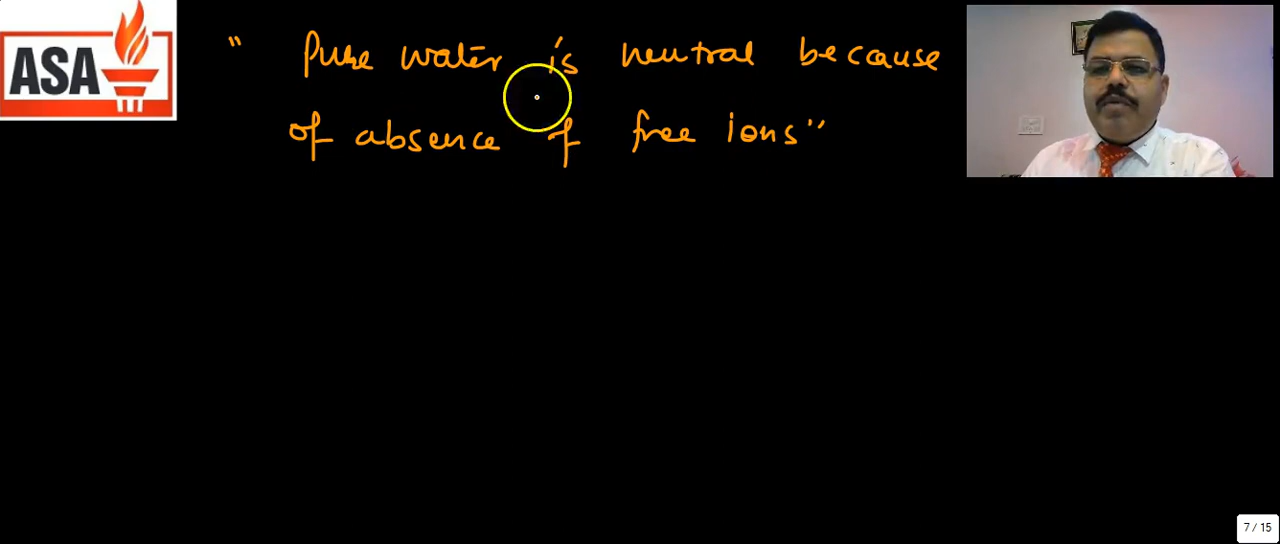 ASA
" Pure water is neutral because
of absence of free ions"
7 / 15